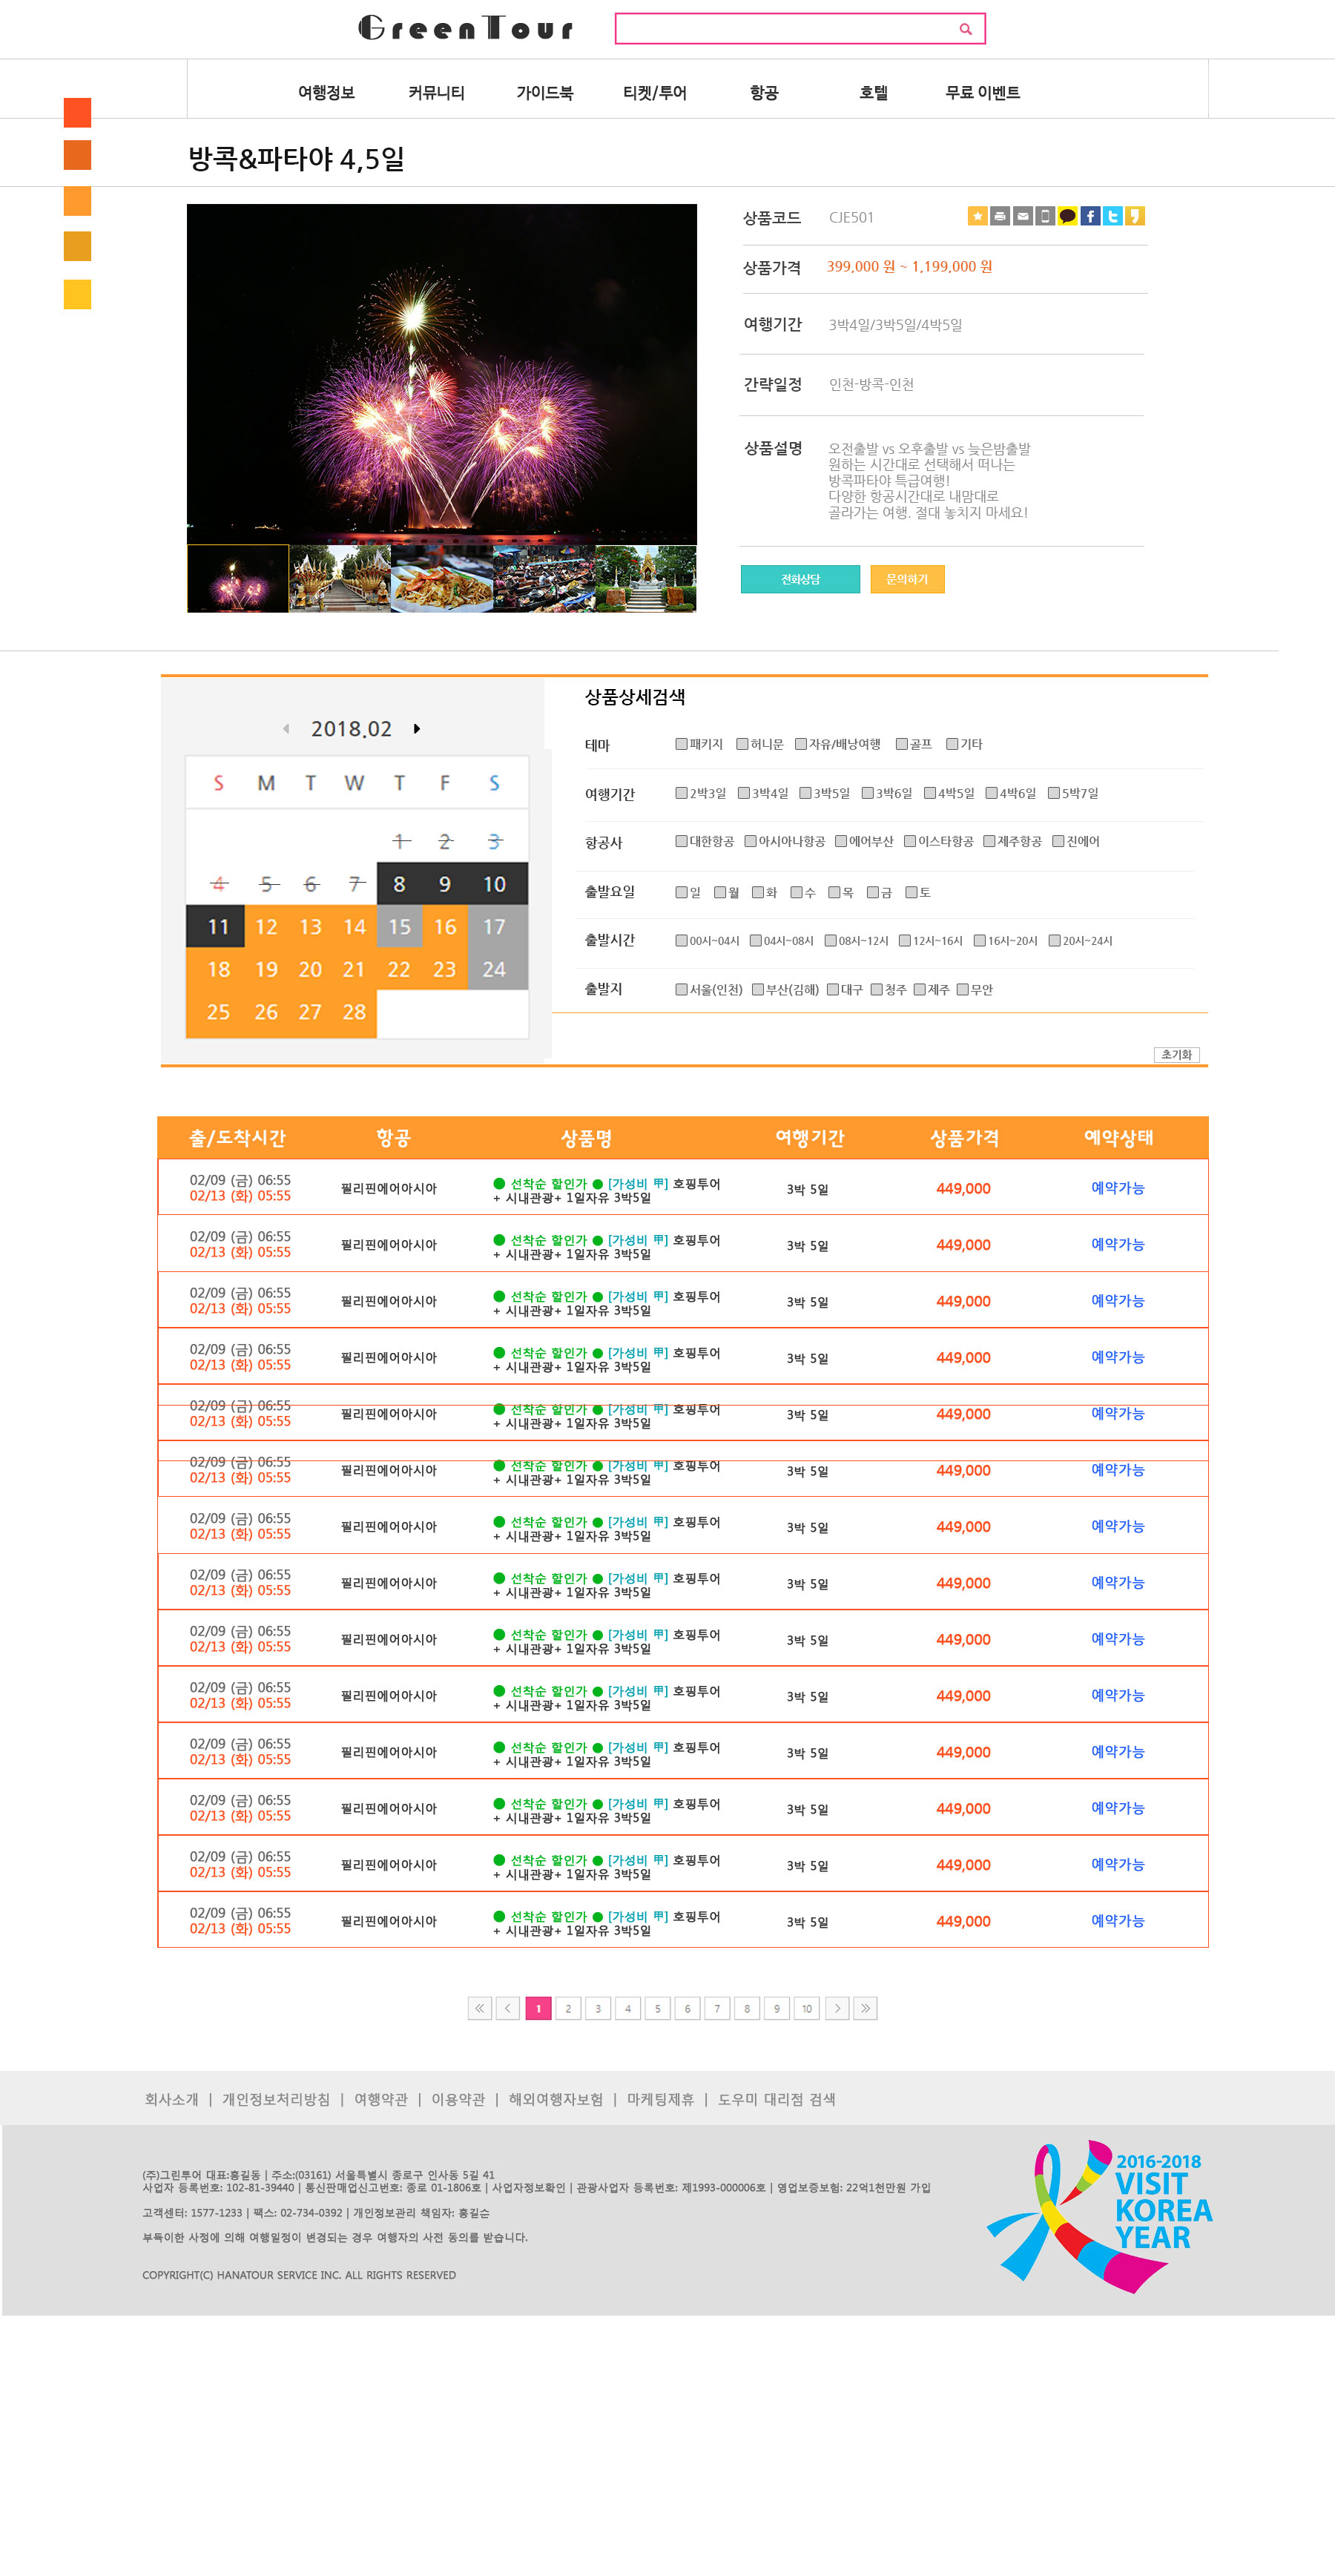 GreenTour
여행정보 커뮤니티 가이드북 티켓/투어 항공 호텔 무료 이벤트
방콕&파타야 4,5일
상품코드 CJE501
상품가격 399,000 원 ~ 1,199,000 원
여행기간 3박4일/3박5일/4박5일
간략일정 인천-방콕-인천
상품설명 오전출발 vs 오후출발 vs 늦은밤출발
원하는 시간대로 선택해서 떠나는
방콕파타야 특급여행!
다양한 항공시간대로 내맘대로
골라가는 여행. 절대 놓치지 마세요!
전화상담 문의하기
2018.02
S M T W T F S
1 2 3
4 5 6 7 8 9 10
11 12 13 14 15 16 17
18 19 20 21 22 23 24
25 26 27 28
상품상세검색
테마 패키지 허니문 자유/배낭여행 골프 기타
여행기간 2박3일 3박4일 3박5일 3박6일 4박5일 4박6일 5박7일
항공사 대한항공 아시아나항공 에어부산 이스타항공 제주항공 진에어
출발요일 일 월 화 수 목 금 토
출발시간 00시~04시 04시~08시 08시~12시 12시~16시 16시~20시 20시~24시
출발지 서울(인천) 부산(김해) 대구 청주 제주 무안
초기화
출/도착시간 항공 상품명 여행기간 상품가격 예약상태
02/09 (금) 06:55 필리핀에어아시아 ● 선착순 할인가 ● [가성비 甲] 호핑투어 3박 5일 449,000 예약가능
02/13 (화) 05:55 + 시내관광+ 1일자유 3박5일
02/09 (금) 06:55 필리핀에어아시아 ● 선착순 할인가 ● [가성비 甲] 호핑투어 3박 5일 449,000 예약가능
02/13 (화) 05:55 + 시내관광+ 1일자유 3박5일
02/09 (금) 06:55 필리핀에어아시아 ● 선착순 할인가 ● [가성비 甲] 호핑투어 3박 5일 449,000 예약가능
02/13 (화) 05:55 + 시내관광+ 1일자유 3박5일
02/09 (금) 06:55 필리핀에어아시아 ● 선착순 할인가 ● [가성비 甲] 호핑투어 3박 5일 449,000 예약가능
02/13 (화) 05:55 + 시내관광+ 1일자유 3박5일
02/09 (금) 06:55 필리핀에어아시아 ● 선착순 할인가 ● [가성비 甲] 호핑투어 3박 5일 449,000 예약가능
02/13 (화) 05:55 + 시내관광+ 1일자유 3박5일
02/09 (금) 06:55 필리핀에어아시아 ● 선착순 할인가 ● [가성비 甲] 호핑투어 3박 5일 449,000 예약가능
02/13 (화) 05:55 + 시내관광+ 1일자유 3박5일
02/09 (금) 06:55 필리핀에어아시아 ● 선착순 할인가 ● [가성비 甲] 호핑투어 3박 5일 449,000 예약가능
02/13 (화) 05:55 + 시내관광+ 1일자유 3박5일
02/09 (금) 06:55 필리핀에어아시아 ● 선착순 할인가 ● [가성비 甲] 호핑투어 3박 5일 449,000 예약가능
02/13 (화) 05:55 + 시내관광+ 1일자유 3박5일
02/09 (금) 06:55 필리핀에어아시아 ● 선착순 할인가 ● [가성비 甲] 호핑투어 3박 5일 449,000 예약가능
02/13 (화) 05:55 + 시내관광+ 1일자유 3박5일
02/09 (금) 06:55 필리핀에어아시아 ● 선착순 할인가 ● [가성비 甲] 호핑투어 3박 5일 449,000 예약가능
02/13 (화) 05:55 + 시내관광+ 1일자유 3박5일
02/09 (금) 06:55 필리핀에어아시아 ● 선착순 할인가 ● [가성비 甲] 호핑투어 3박 5일 449,000 예약가능
02/13 (화) 05:55 + 시내관광+ 1일자유 3박5일
02/09 (금) 06:55 필리핀에어아시아 ● 선착순 할인가 ● [가성비 甲] 호핑투어 3박 5일 449,000 예약가능
02/13 (화) 05:55 + 시내관광+ 1일자유 3박5일
02/09 (금) 06:55 필리핀에어아시아 ● 선착순 할인가 ● [가성비 甲] 호핑투어 3박 5일 449,000 예약가능
02/13 (화) 05:55 + 시내관광+ 1일자유 3박5일
02/09 (금) 06:55 필리핀에어아시아 ● 선착순 할인가 ● [가성비 甲] 호핑투어 3박 5일 449,000 예약가능
02/13 (화) 05:55 + 시내관광+ 1일자유 3박5일
« < 1 2 3 4 5 6 7 8 9 10 > »
회사소개 | 개인정보처리방침 | 여행약관 | 이용약관 | 해외여행자보험 | 마케팅제휴 | 도우미 대리점 검색
(주)그린투어 대표:홍길동 | 주소:(03161) 서울특별시 종로구 인사동 5길 41
사업자 등록번호: 102-81-39440 | 통신판매업신고번호: 종로 01-1806호 | 사업자정보확인 | 관광사업자 등록번호: 제1993-000006호 | 영업보증보험: 22억1천만원 가입
고객센터: 1577-1233 | 팩스: 02-734-0392 | 개인정보관리 책임자: 홍길순
부득이한 사정에 의해 여행일정이 변경되는 경우 여행자의 사전 동의를 받습니다.
COPYRIGHT(C) HANATOUR SERVICE INC. ALL RIGHTS RESERVED
2016-2018
VISIT
KOREA
YEAR